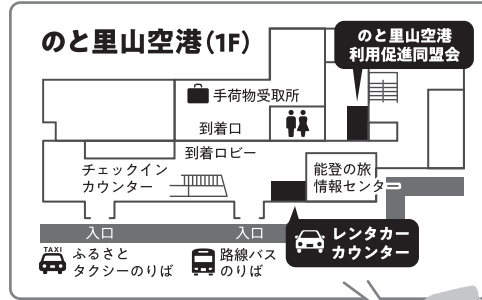 のと里山空港(1F)
のと里山空港
利用促進同盟会
手荷物受取所
到着口
到着ロビー
チェックイン
カウンター
能登の旅
情報センター
入口
入口
レンタカー
カウンター
TAXI
ふるさと
タクシーのりば
路線バス
のりば